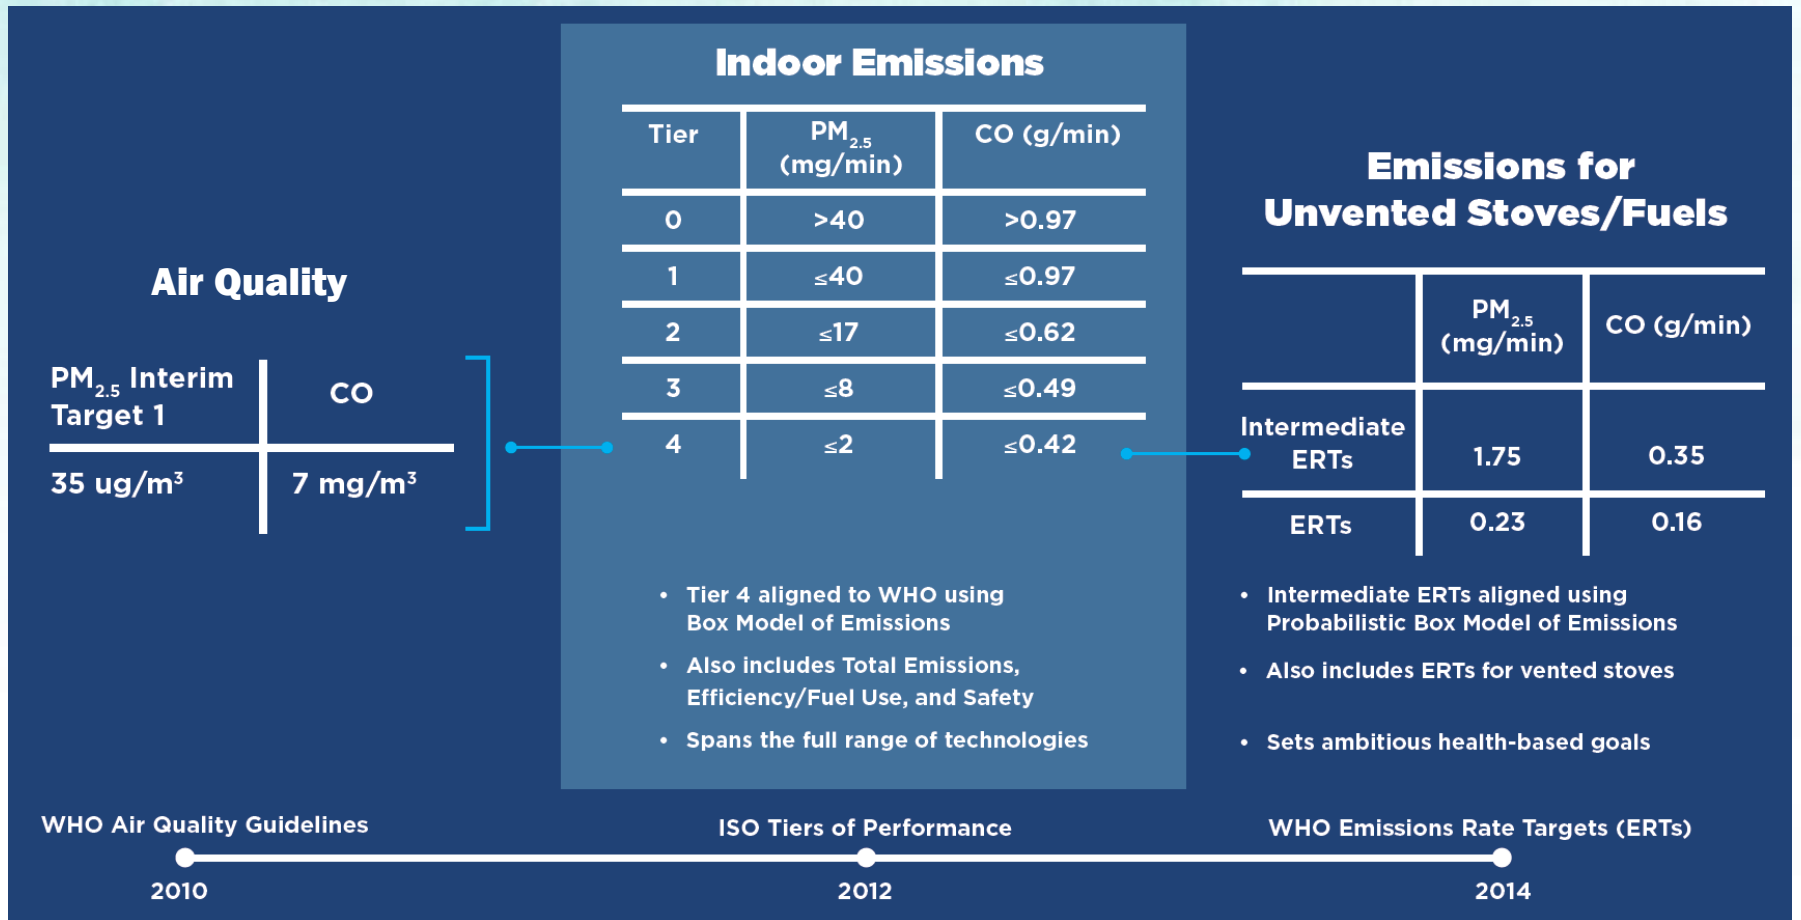 Air Quality
PM2.5 Interim
Target 1
CO
35 ug/m³
7 mg/m³
Indoor Emissions
Tier
PM2.5
(mg/min)
CO (g/min)
0 >40 >0.97
1 ≤40 ≤0.97
2 ≤17 ≤0.62
3 ≤8 ≤0.49
4 ≤2 ≤0.42
• Tier 4 aligned to WHO using
Box Model of Emissions
• Also includes Total Emissions,
Efficiency/Fuel Use, and Safety
• Spans the full range of technologies
Emissions for
Unvented Stoves/Fuels
PM2.5
(mg/min)
CO (g/min)
Intermediate
ERTs 1.75 0.35
ERTs 0.23 0.16
• Intermediate ERTs aligned using
Probabilistic Box Model of Emissions
• Also includes ERTs for vented stoves
• Sets ambitious health-based goals
WHO Air Quality Guidelines
2010
ISO Tiers of Performance
2012
WHO Emissions Rate Targets (ERTs)
2014